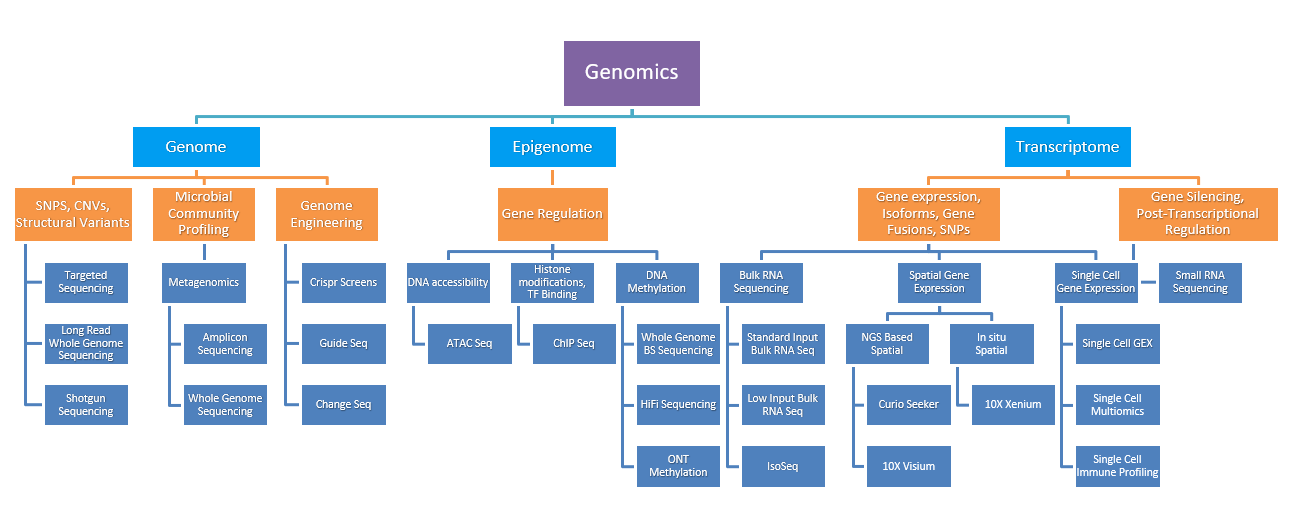 Genomics
Genome
Epigenome
Transcriptome
SNPS, CNVs,
Structural Variants
Microbial
Community
Profiling
Genome
Engineering
Gene Regulation
Gene expression,
Isoforms, Gene
Fusions, SNPs
Gene Silencing,
Post-Transcriptional
Regulation
Targeted
Sequencing
Metagenomics
Crispr Screens
DNA accessibility
Histone
modifications,
TF Binding
DNA
Methylation
Bulk RNA
Sequencing
Spatial Gene
Expression
Single Cell
Gene Expression
Small RNA
Sequencing
Long Read
Whole Genome
Sequencing
Amplicon
Sequencing
Guide Seq
ATAC Seq
ChIP Seq
Whole Genome
BS Sequencing
Standard Input
Bulk RNA Seq
NGS Based
Spatial
In situ
Spatial
Single Cell GEX
Shotgun
Sequencing
Whole Genome
Sequencing
Change Seq
HiFi Sequencing
Low Input Bulk
RNA Seq
Curio Seeker
10X Xenium
Single Cell
Multiomics
ONT
Methylation
IsoSeq
10X Visium
Single Cell
Immune Profiling